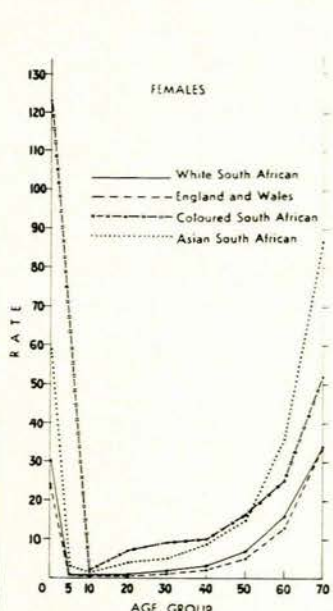 FEMALES
White South African
England and Wales
Coloured South African
Asian South African
130
120
110
100
90
80
70
60
50
40
30
20
10
0
RATE
5 10 20 30 40 50 60 70
AGE GROUP